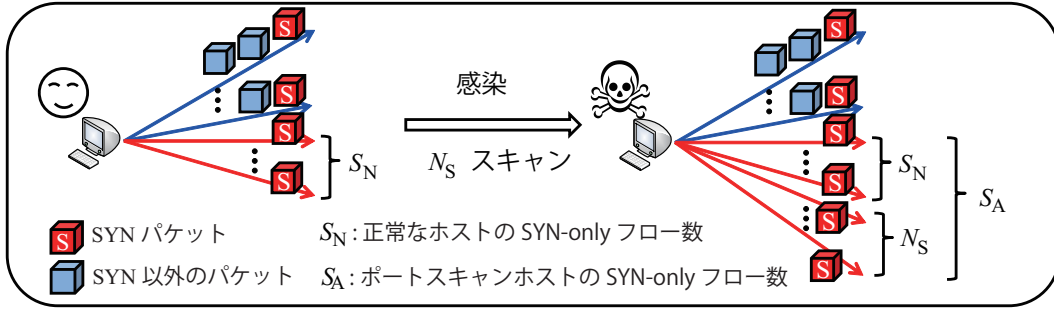 S
S
S
S
S_N
感染
N_S スキャン
S
S
S
S
S
S
S_N
N_S
S_A
S SYN パケット
SYN 以外のパケット
S_N : 正常なホストの SYN-only フロー数
S_A : ポートスキャンホストの SYN-only フロー数